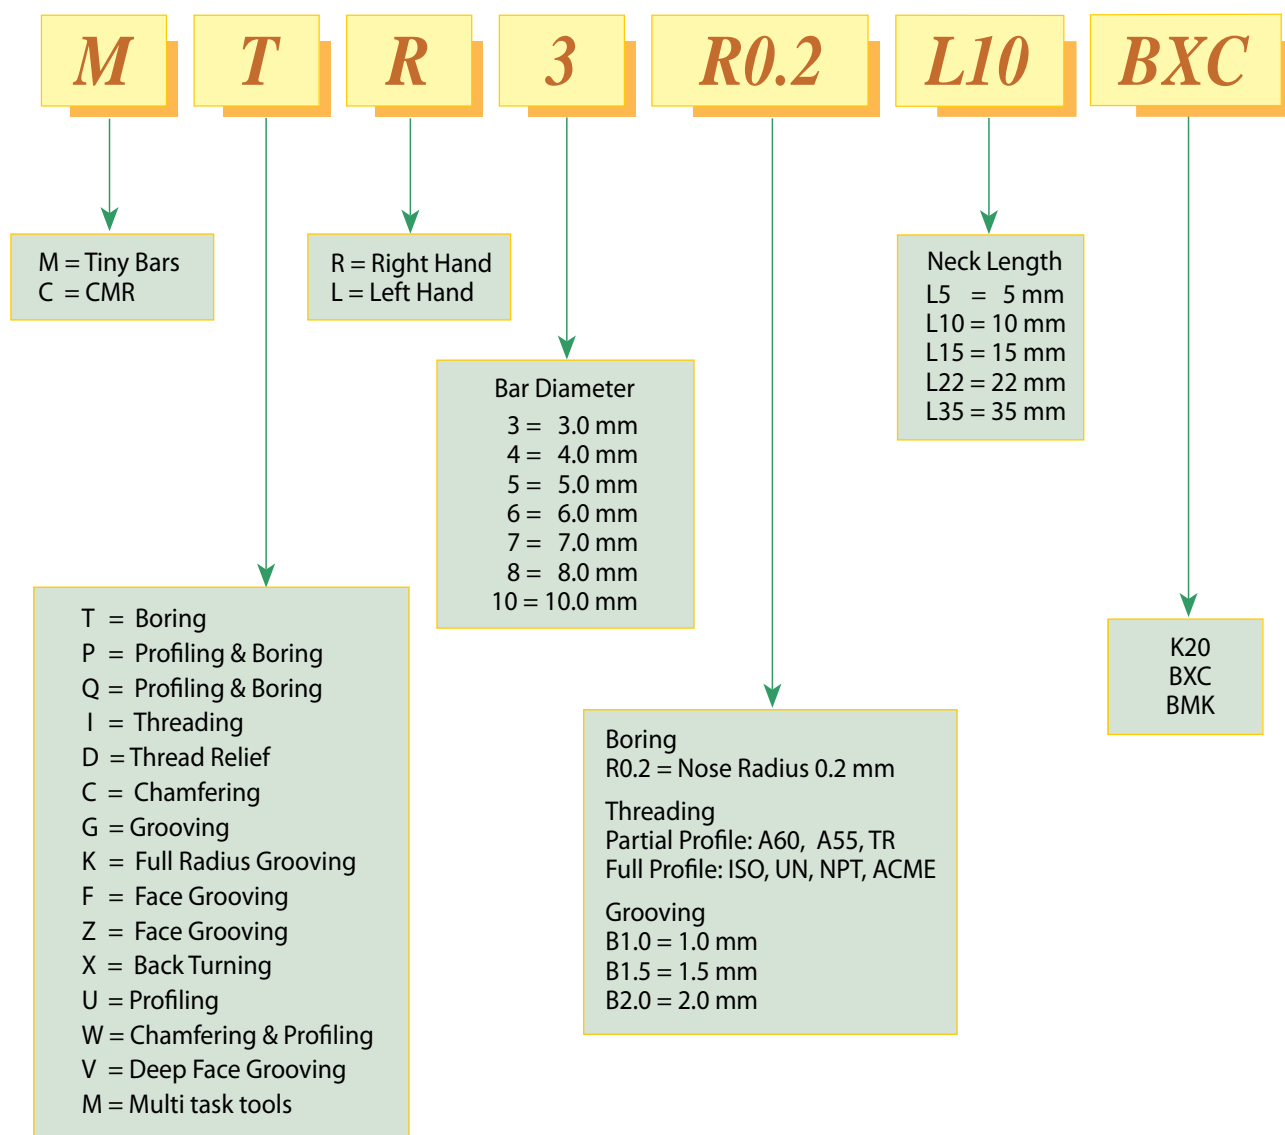 M T R 3 R0.2 L10 BXC
M = Tiny Bars
C = CMR
R = Right Hand
L = Left Hand
Neck Length
L5 = 5 mm
L10 = 10 mm
L15 = 15 mm
L22 = 22 mm
L35 = 35 mm
Bar Diameter
3 = 3.0 mm
4 = 4.0 mm
5 = 5.0 mm
6 = 6.0 mm
7 = 7.0 mm
8 = 8.0 mm
10 = 10.0 mm
T = Boring
P = Profiling & Boring
Q = Profiling & Boring
I = Threading
D = Thread Relief
C = Chamfering
G = Grooving
K = Full Radius Grooving
F = Face Grooving
Z = Face Grooving
X = Back Turning
U = Profiling
W = Chamfering & Profiling
V = Deep Face Grooving
M = Multi task tools
Boring
R0.2 = Nose Radius 0.2 mm
Threading
Partial Profile: A60, A55, TR
Full Profile: ISO, UN, NPT, ACME
Grooving
B1.0 = 1.0 mm
B1.5 = 1.5 mm
B2.0 = 2.0 mm
K20
BXC
BMK